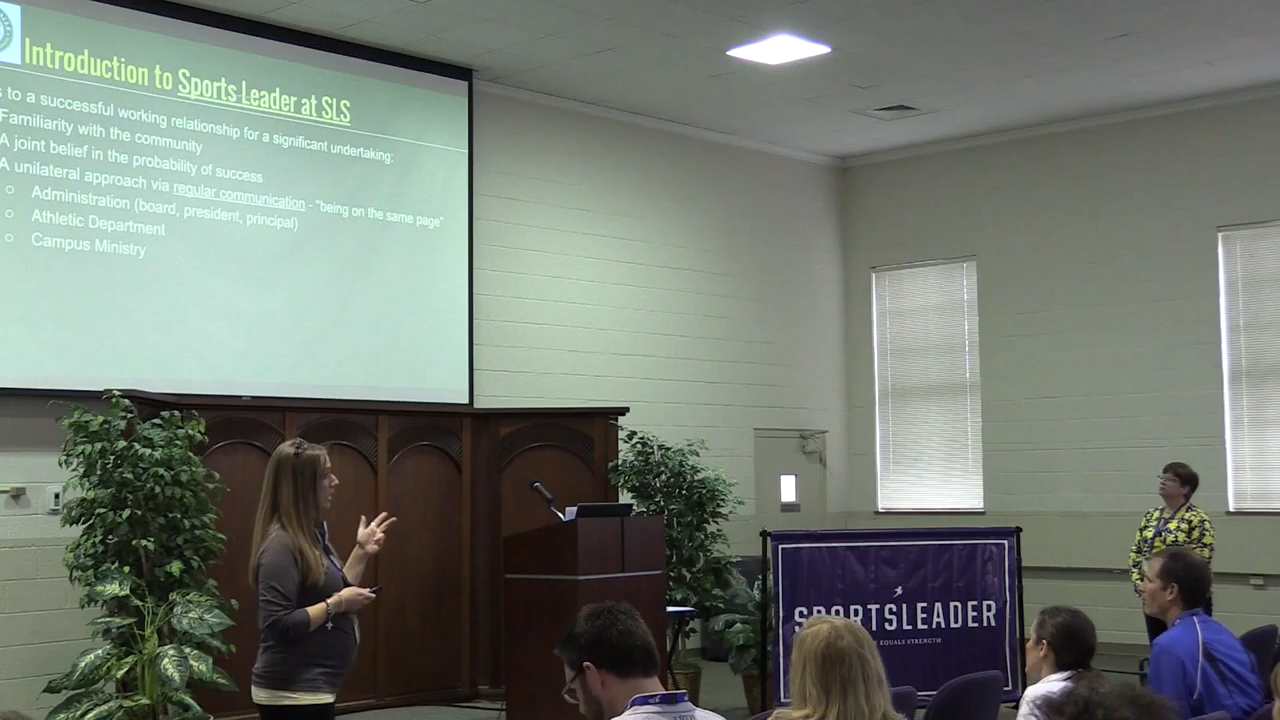 Introduction to Sports Leader at SLS
s to a successful working relationship for a significant undertaking:
Familiarity with the community
A joint belief in the probability of success
A unilateral approach via regular communication - "being on the same page"
Administration (board, president, principal)
Athletic Department
Campus Ministry
SPORTSLEADER
EQUALS STRENGTH